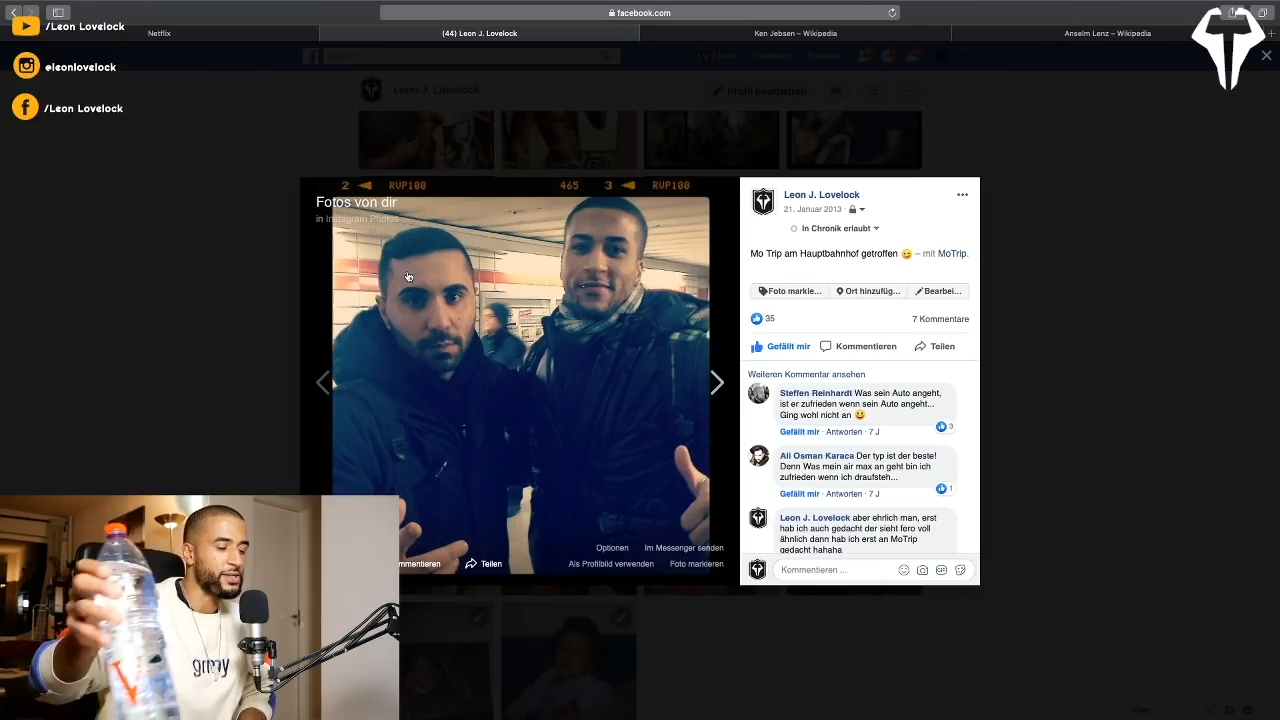 facebook.com
/Leon Lovelock
Netflix
(44) Leon J. Lovelock
Ken Jebsen – Wikipedia
Anselm Lenz – Wikipedia
@leonlovelock
/Leon Lovelock
Leon J. Lovelock
Profil bearbeiten
2 RVP100 465 3 RVP100
Fotos von dir
in Instagram Photos
Leon J. Lovelock
21. Januar 2013
In Chronik erlaubt
Mo Trip am Hauptbahnhof getroffen 😉 – mit MoTrip.
Foto markie...
Ort hinzufüg...
Bearbei...
35
7 Kommentare
Gefällt mir
Kommentieren
Teilen
Weiteren Kommentar ansehen
Steffen Reinhardt Was sein Auto angeht,
ist er zufrieden wenn sein Auto angeht...
Ging wohl nicht an 😃
3
Gefällt mir · Antworten · 7 J
Ali Osman Karaca Der typ ist der beste!
Denn Was mein air max an geht bin ich
zufrieden wenn ich draufsteh...
1
Gefällt mir · Antworten · 7 J
Leon J. Lovelock aber ehrlich man, erst
hab ich auch gedacht der sieht fero voll
ähnlich dann hab ich erst an MoTrip
gedacht hahaha
Kommentieren ...
GIF
Optionen
Im Messenger senden
mmentieren
Teilen
Als Profilbild verwenden
Foto markieren
grmy
Chat